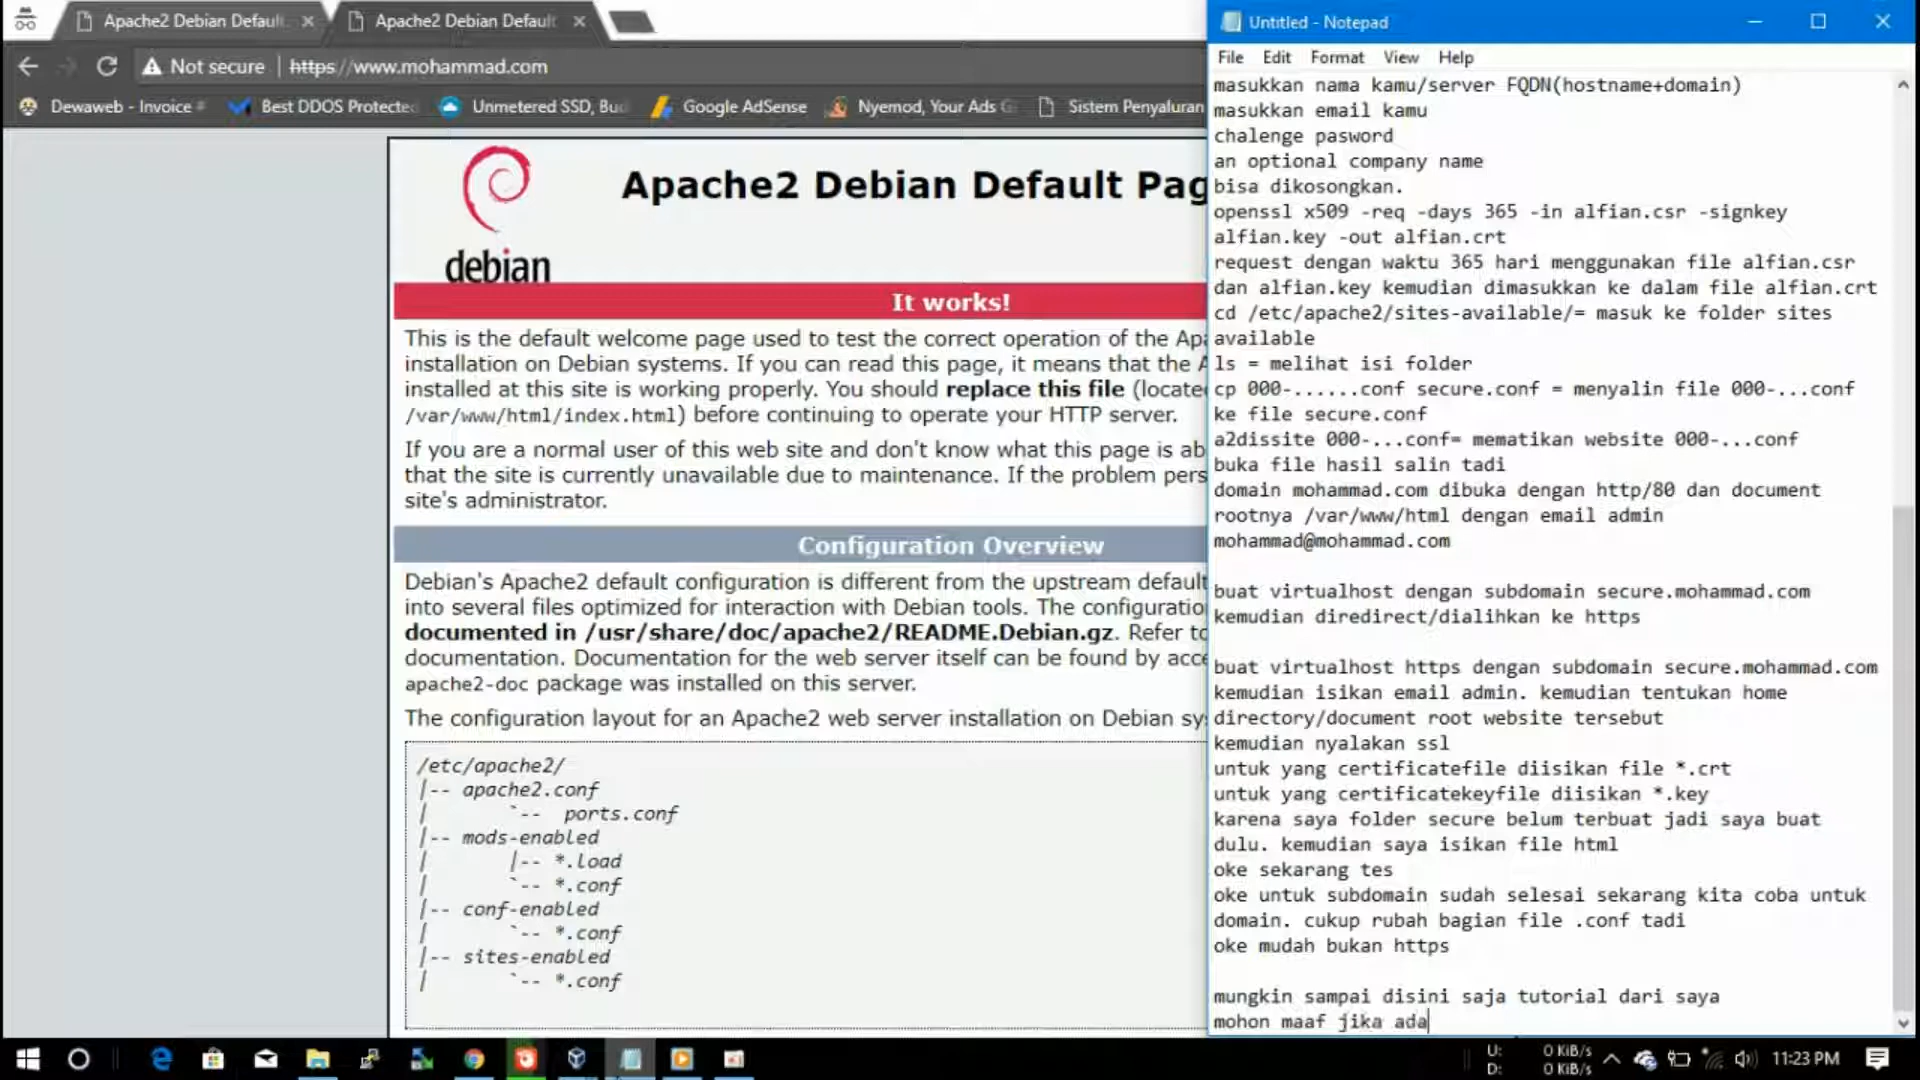 Apache2 Debian Default
Apache2 Debian Default
Not secure
https://www.mohammad.com
Dewaweb - Invoice #
Best DDOS Protected
Unmetered SSD, Bu
Google AdSense
Nyemod, Your Ads G
Sistem Penyaluran
debian
Apache2 Debian Default Pag
It works!
This is the default welcome page used to test the correct operation of the Apa
installation on Debian systems. If you can read this page, it means that the A
installed at this site is working properly. You should replace this file (locate
/var/www/html/index.html) before continuing to operate your HTTP server.
If you are a normal user of this web site and don't know what this page is ab
that the site is currently unavailable due to maintenance. If the problem pers
site's administrator.
Configuration Overview
Debian's Apache2 default configuration is different from the upstream default
into several files optimized for interaction with Debian tools. The configuratio
documented in /usr/share/doc/apache2/README.Debian.gz. Refer to
documentation. Documentation for the web server itself can be found by acce
apache2-doc package was installed on this server.
The configuration layout for an Apache2 web server installation on Debian sy
/etc/apache2/
|-- apache2.conf
| `-- ports.conf
|-- mods-enabled
| |-- *.load
| `-- *.conf
|-- conf-enabled
| `-- *.conf
|-- sites-enabled
| `-- *.conf
Untitled - Notepad
File Edit Format View Help
masukkan nama kamu/server FQDN(hostname+domain)
masukkan email kamu
chalenge pasword
an optional company name
bisa dikosongkan.
openssl x509 -req -days 365 -in alfian.csr -signkey
alfian.key -out alfian.crt
request dengan waktu 365 hari menggunakan file alfian.csr
dan alfian.key kemudian dimasukkan ke dalam file alfian.crt
cd /etc/apache2/sites-available/= masuk ke folder sites
available
ls = melihat isi folder
cp 000-......conf secure.conf = menyalin file 000-...conf
ke file secure.conf
a2dissite 000-...conf= mematikan website 000-...conf
buka file hasil salin tadi
domain mohammad.com dibuka dengan http/80 dan document
rootnya /var/www/html dengan email admin
mohammad@mohammad.com
buat virtualhost dengan subdomain secure.mohammad.com
kemudian diredirect/dialihkan ke https
buat virtualhost https dengan subdomain secure.mohammad.com
kemudian isikan email admin. kemudian tentukan home
directory/document root website tersebut
kemudian nyalakan ssl
untuk yang certificatefile diisikan file *.crt
untuk yang certificatekeyfile diisikan *.key
karena saya folder secure belum terbuat jadi saya buat
dulu. kemudian saya isikan file html
oke sekarang tes
oke untuk subdomain sudah selesai sekarang kita coba untuk
domain. cukup rubah bagian file .conf tadi
oke mudah bukan https
mungkin sampai disini saja tutorial dari saya
mohon maaf jika ada
U: 0 KiB/s
D: 0 KiB/s
11:23 PM